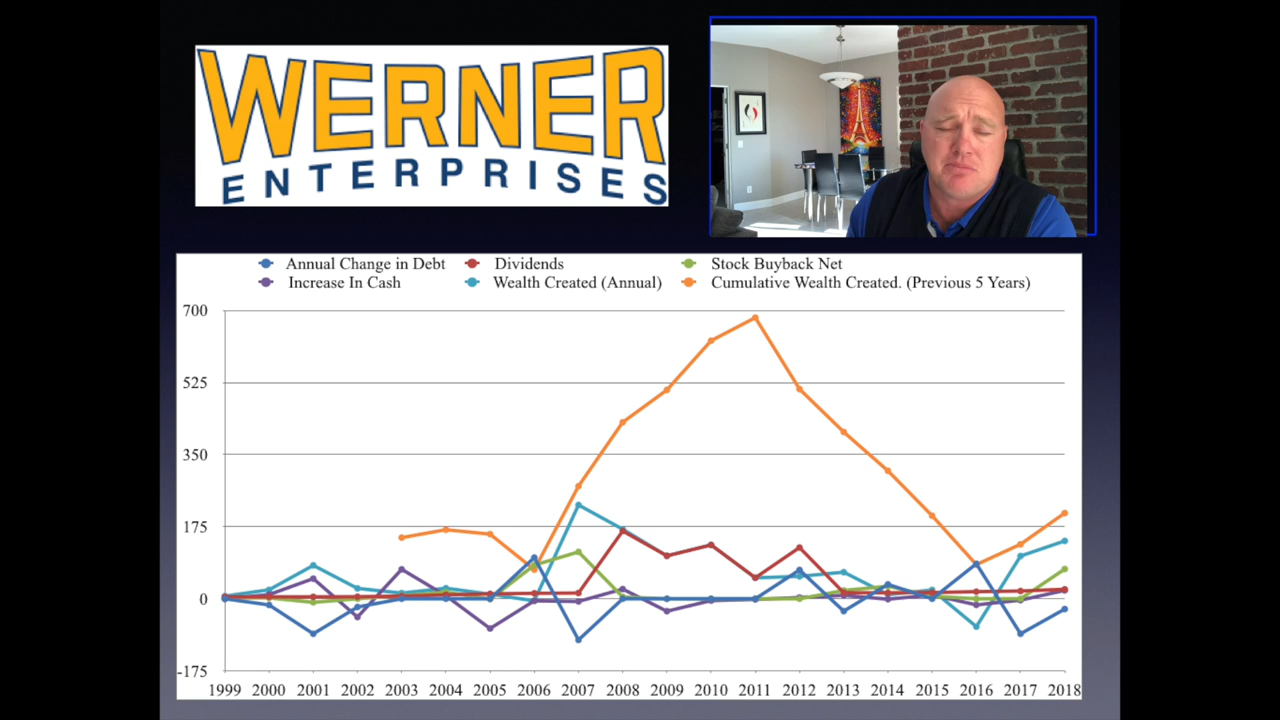 WERNER
ENTERPRISES
Annual Change in Debt Dividends Stock Buyback Net
Increase In Cash Wealth Created (Annual) Cumulative Wealth Created. (Previous 5 Years)
700
525
350
175
0
-175
1999 2000 2001 2002 2003 2004 2005 2006 2007 2008 2009 2010 2011 2012 2013 2014 2015 2016 2017 2018